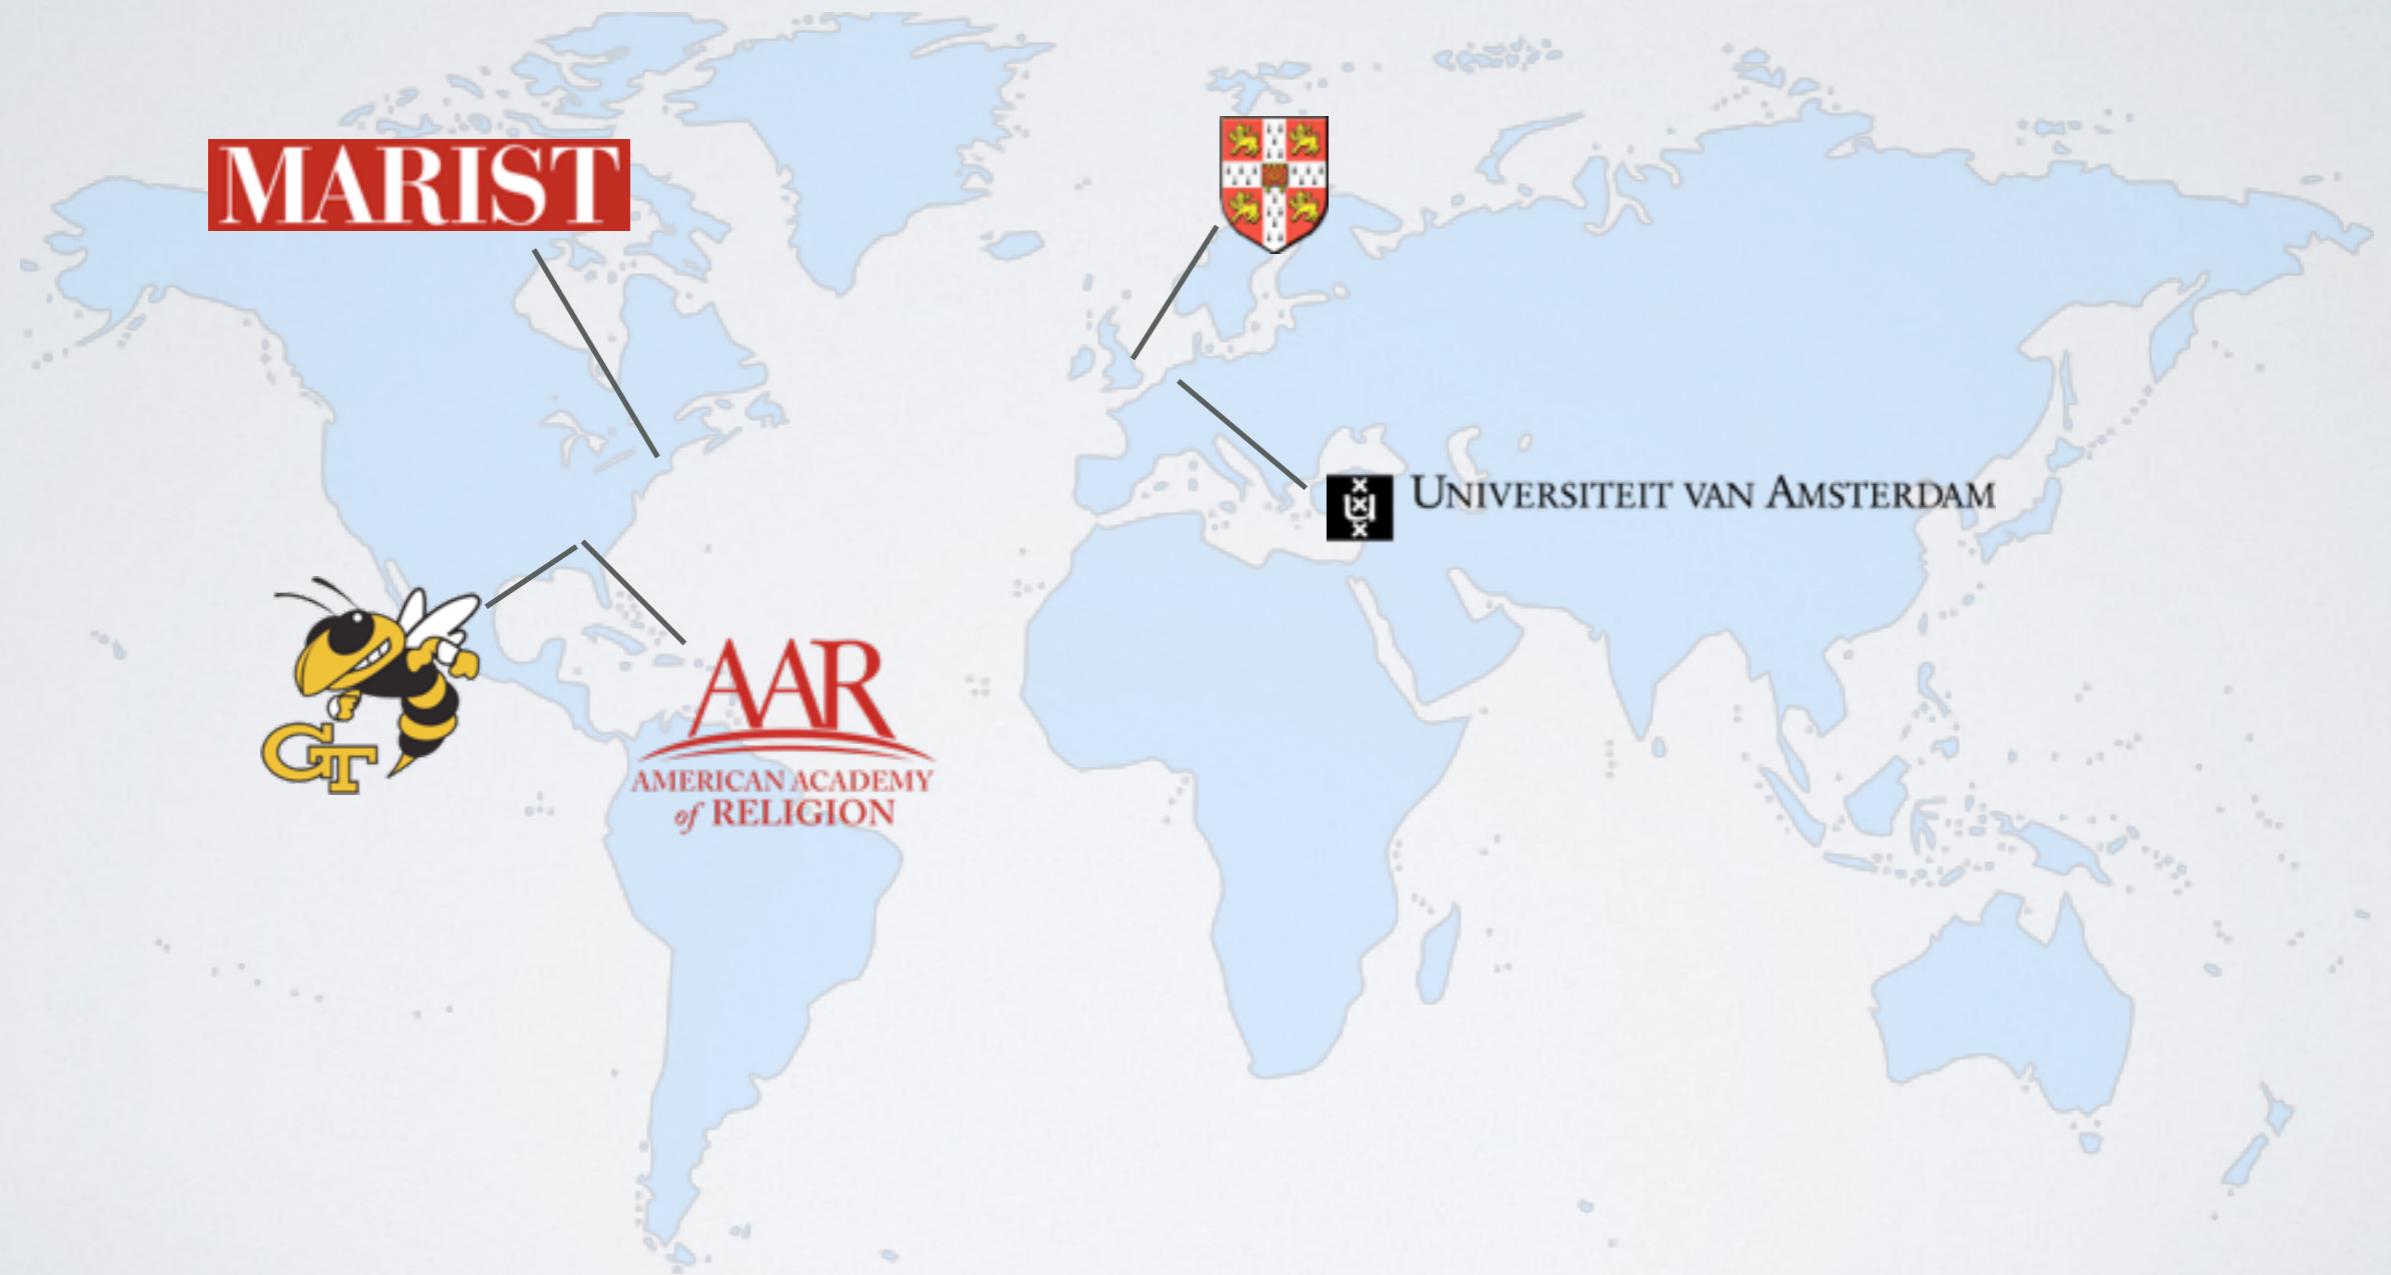 MARIST
UNIVERSITEIT VAN AMSTERDAM
GT
AAR
AMERICAN ACADEMY
of RELIGION